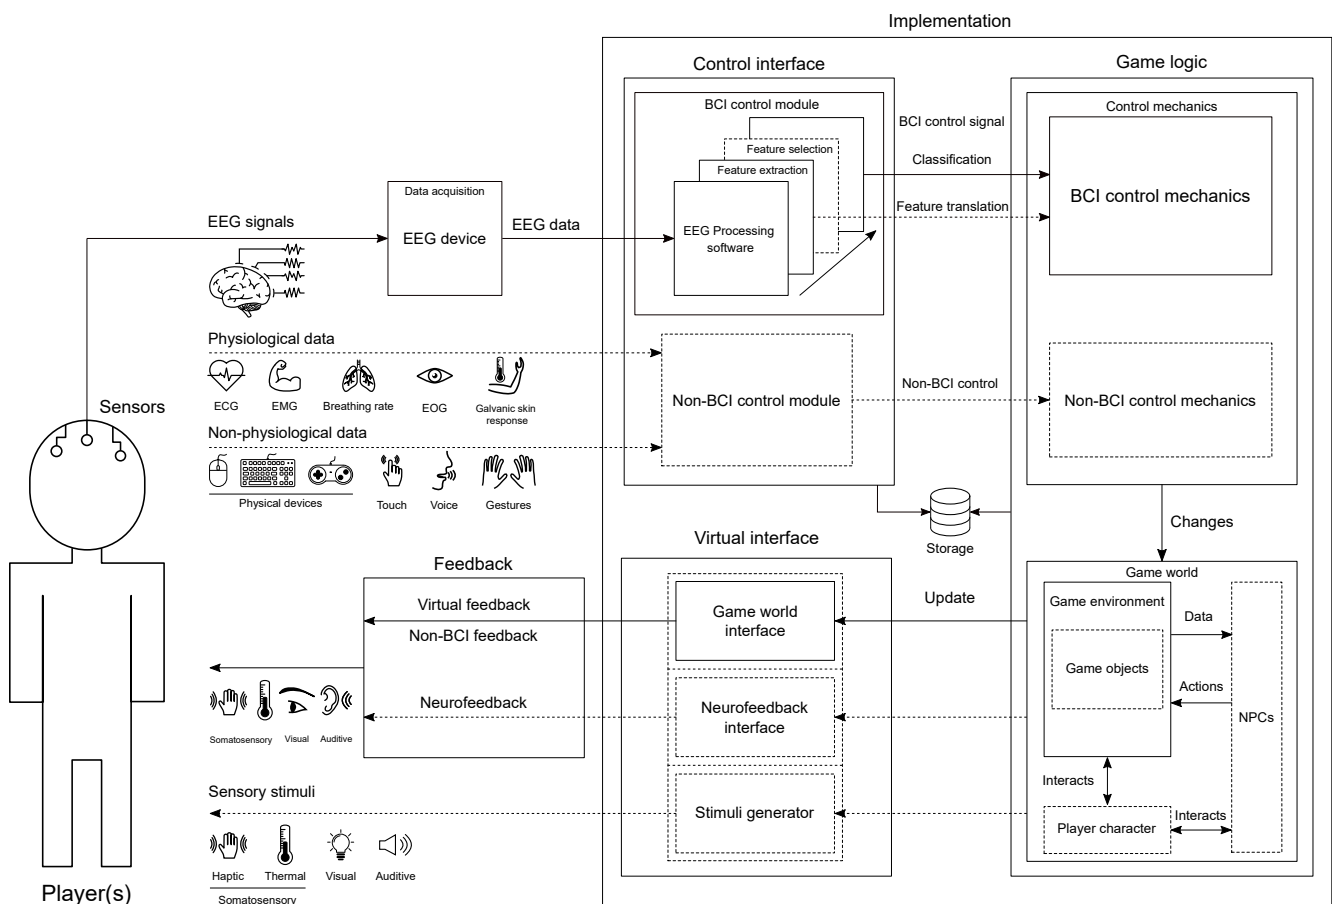 Implementation
Control interface
Game logic
BCI control module
Control mechanics
BCI control signal
Feature selection
Classification
Feature extraction
Data acquisition
BCI control mechanics
Feature translation
EEG signals
EEG data
EEG device
EEG Processing
software
Physiological data
ECG
EMG
Breathing rate
EOG
Galvanic skin
response
Non-BCI control module
Non-BCI control
Non-BCI control mechanics
Sensors
Non-physiological data
Physical devices
Touch
Voice
Gestures
Storage
Changes
Virtual interface
Feedback
Game world
Virtual feedback
Non-BCI feedback
Game world
interface
Update
Game environment
Data
Game objects
Actions
NPCs
Neurofeedback
Neurofeedback
interface
Somatosensory
Visual
Auditive
Interacts
Sensory stimuli
Stimuli generator
Player character
Interacts
Haptic
Thermal
Visual
Auditive
Somatosensory
Player(s)